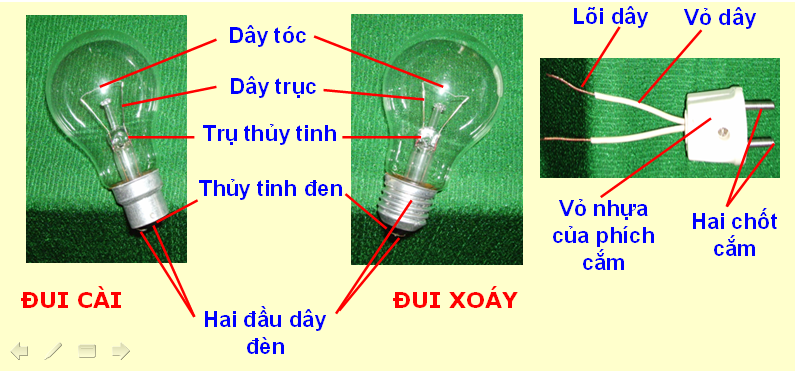 Dây tóc
Dây trục
Trụ thủy tinh
Thủy tinh đen
Hai đầu dây
đèn
ĐUI CÀI
ĐUI XOÁY
Lõi dây
Vỏ dây
Vỏ nhựa
của phích
cắm
Hai chốt
cắm